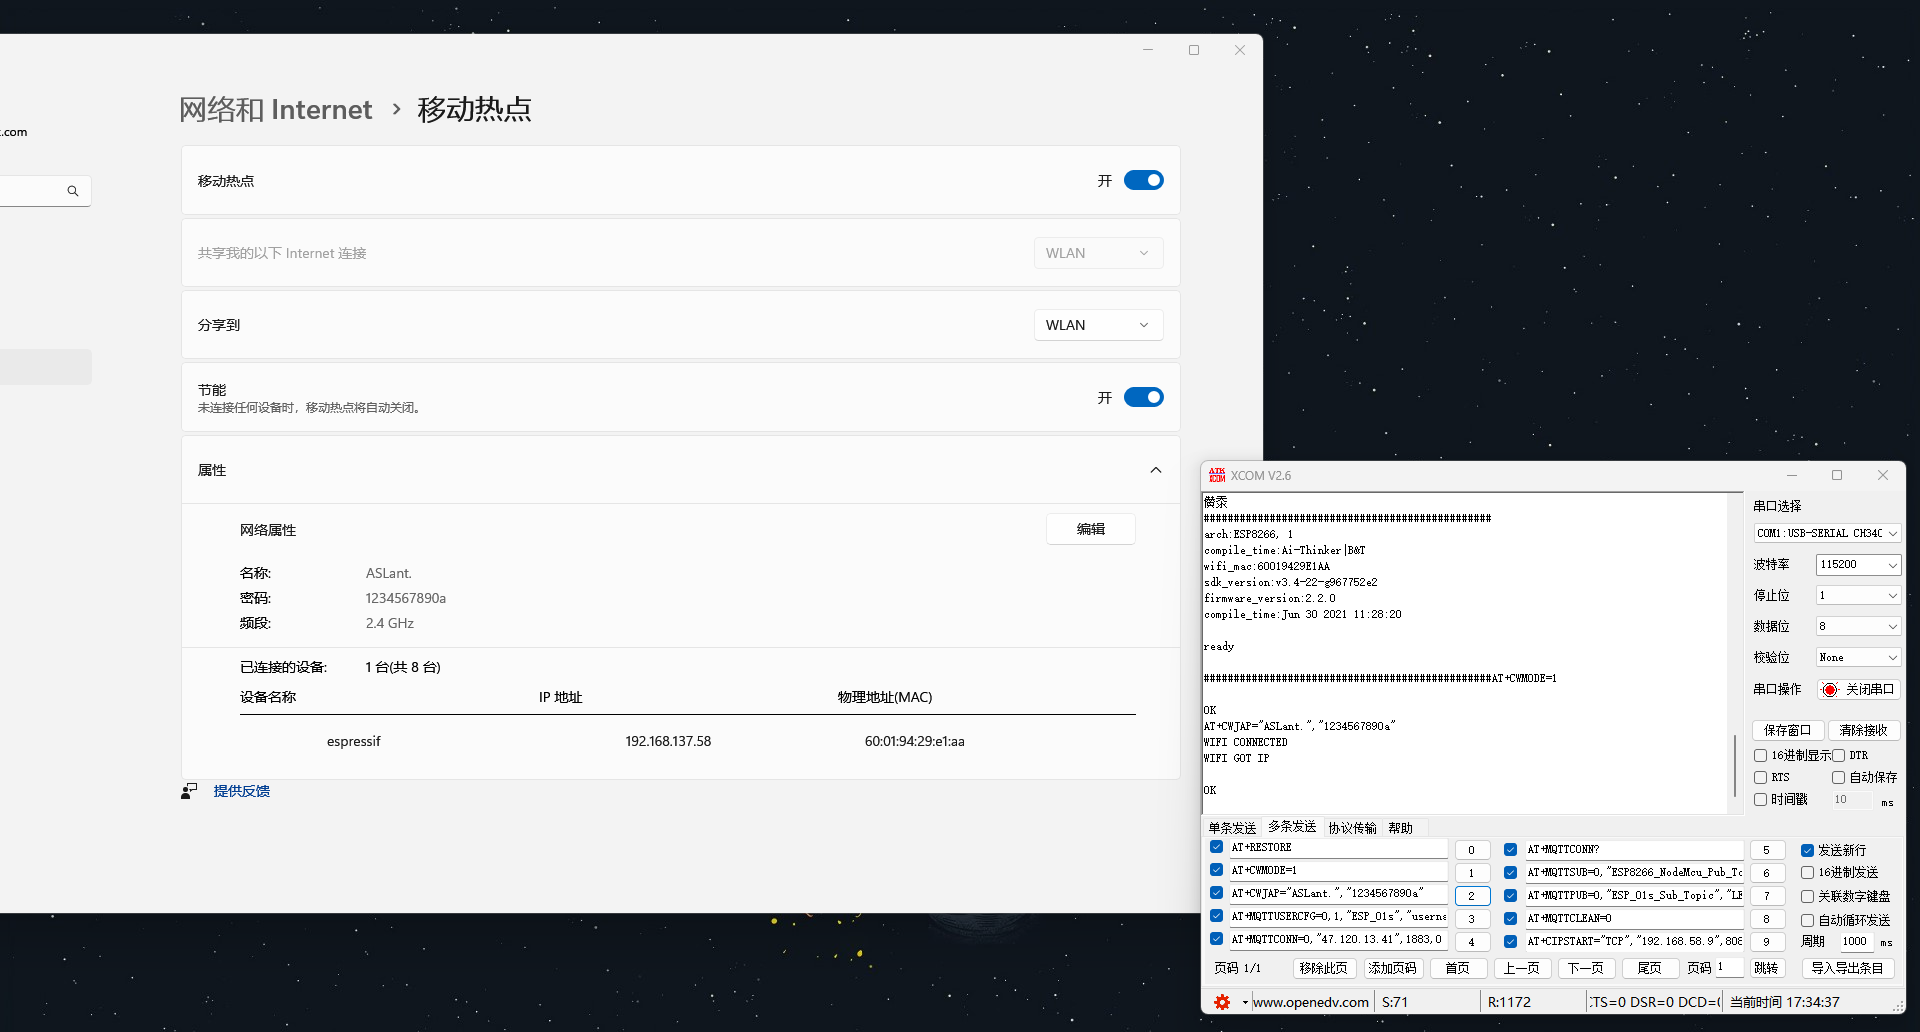 网络和 Internet › 移动热点
:.com
移动热点
开
共享我的以下 Internet 连接
WLAN
分享到
WLAN
节能
未连接任何设备时，移动热点将自动关闭。
开
属性
网络属性
编辑
名称: ASLant.
密码: 1234567890a
频段: 2.4 GHz
已连接的设备: 1 台(共 8 台)
设备名称 IP 地址 物理地址(MAC)
espressif 192.168.137.58 60:01:94:29:e1:aa
提供反馈
ATK XCOM
XCOM V2.6
################################################
arch:ESP8266, 1
compile_time:Ai-Thinker|B&T
wifi_mac:60019429E1AA
sdk_version:v3.4-22-g967752e2
firmware_version:2.2.0
compile_time:Jun 30 2021 11:28:20
ready
################################################AT+CWMODE=1
OK
AT+CWJAP="ASLant.","1234567890a"
WIFI CONNECTED
WIFI GOT IP
OK
串口选择
COM1:USB-SERIAL CH340
波特率 115200
停止位 1
数据位 8
校验位 None
串口操作 关闭串口
保存窗口 清除接收
16进制显示 DTR
RTS 自动保存
时间戳 10 ms
单条发送 多条发送 协议传输 帮助
AT+RESTORE 0
AT+CWMODE=1 1
AT+CWJAP="ASLant.","1234567890a" 2
AT+MQTTUSERCFG=0,1,"ESP_01s","userna 3
AT+MQTTCONN=0,"47.120.13.41",1883,0 4
AT+MQTTCONN? 5
AT+MQTTSUB=0,"ESP8266_NodeMcu_Pub_Tc 6
AT+MQTTPUB=0,"ESP_01s_Sub_Topic","LE 7
AT+MQTTCLEAN=0 8
AT+CIPSTART="TCP","192.168.58.9",808 9
发送新行
16进制发送
关联数字键盘
自动循环发送
周期 1000 ms
页码 1/1 移除此页 添加页码 首页 上一页 下一页 尾页 页码 1 跳转 导入导出条目
www.openedv.com S:71 R:1172 CTS=0 DSR=0 DCD=0 当前时间 17:34:37